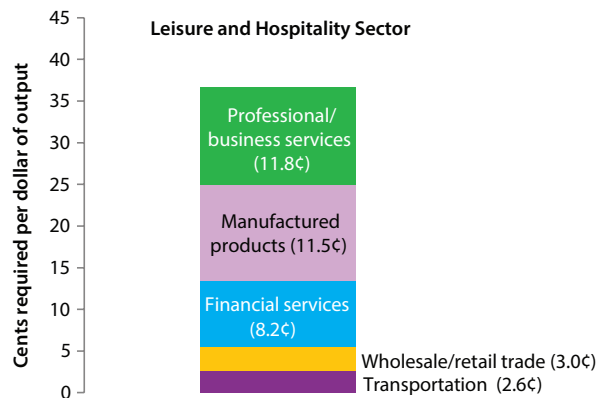 Leisure and Hospitality Sector
Cents required per dollar of output
45
40
35
30
25
20
15
10
5
0
Professional/
business services
(11.8¢)
Manufactured
products (11.5¢)
Financial services
(8.2¢)
Wholesale/retail trade (3.0¢)
Transportation (2.6¢)